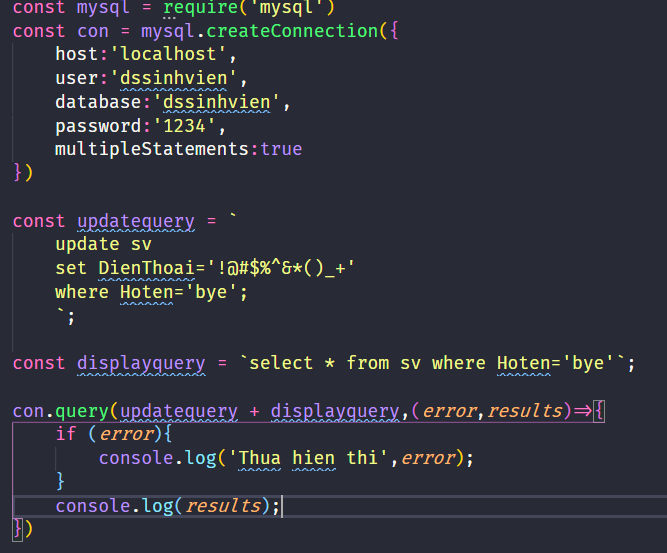 const mysql = require('mysql')
const con = mysql.createConnection({
host:'localhost',
user:'dssinhvien',
database:'dssinhvien',
password:'1234',
multipleStatements:true
})
const updatequery = `
update sv
set DienThoai='!@#$%^&*()_+'
where Hoten='bye';
`;
const displayquery = `select * from sv where Hoten='bye'`;
con.query(updatequery + displayquery,(error,results)=>{
if (error){
console.log('Thua hien thi',error);
}
console.log(results);
})